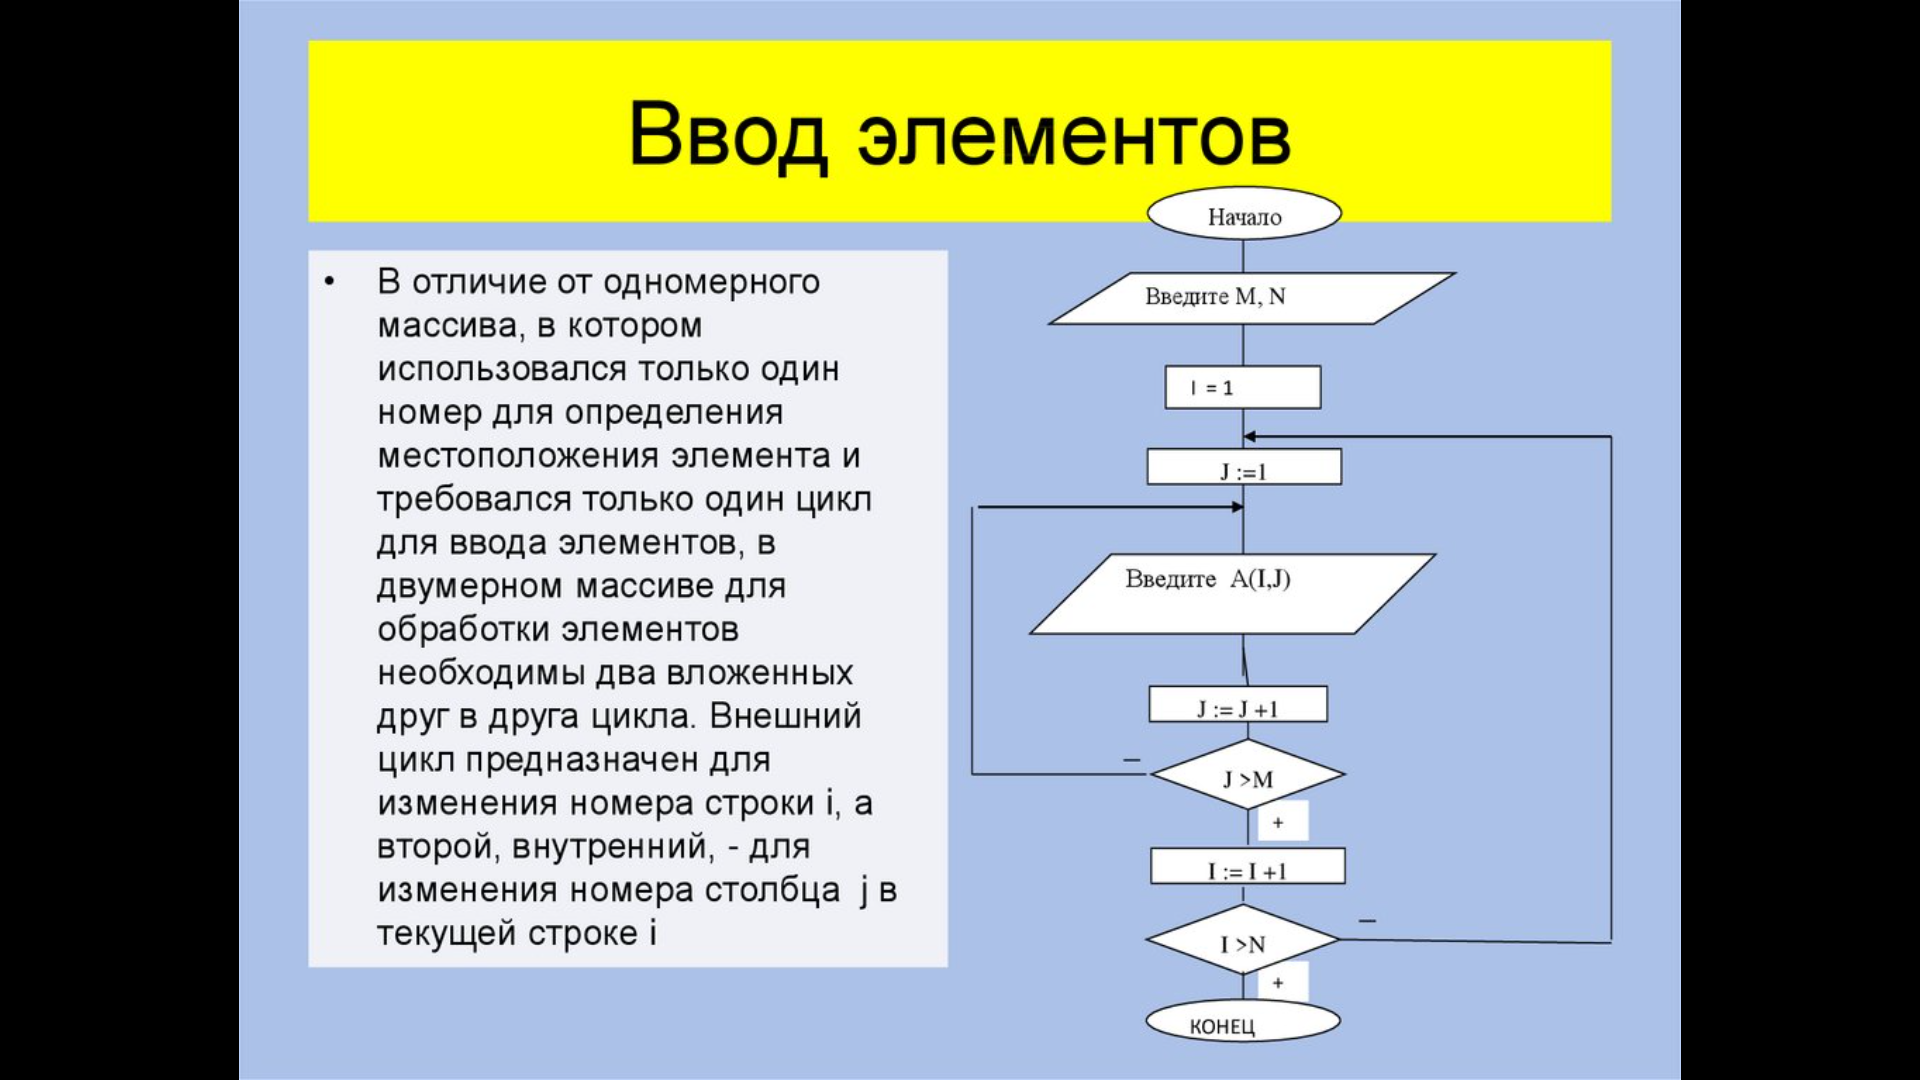 Ввод элементов
• В отличие от одномерного
массива, в котором
использовался только один
номер для определения
местоположения элемента и
требовался только один цикл
для ввода элементов, в
двумерном массиве для
обработки элементов
необходимы два вложенных
друг в друга цикла. Внешний
цикл предназначен для
изменения номера строки i, а
второй, внутренний, - для
изменения номера столбца j в
текущей строке i
Начало
Введите M, N
I = 1
J :=1
Введите A(I,J)
J := J +1
–
J >M
+
I := I +1
–
I >N
+
КОНЕЦ